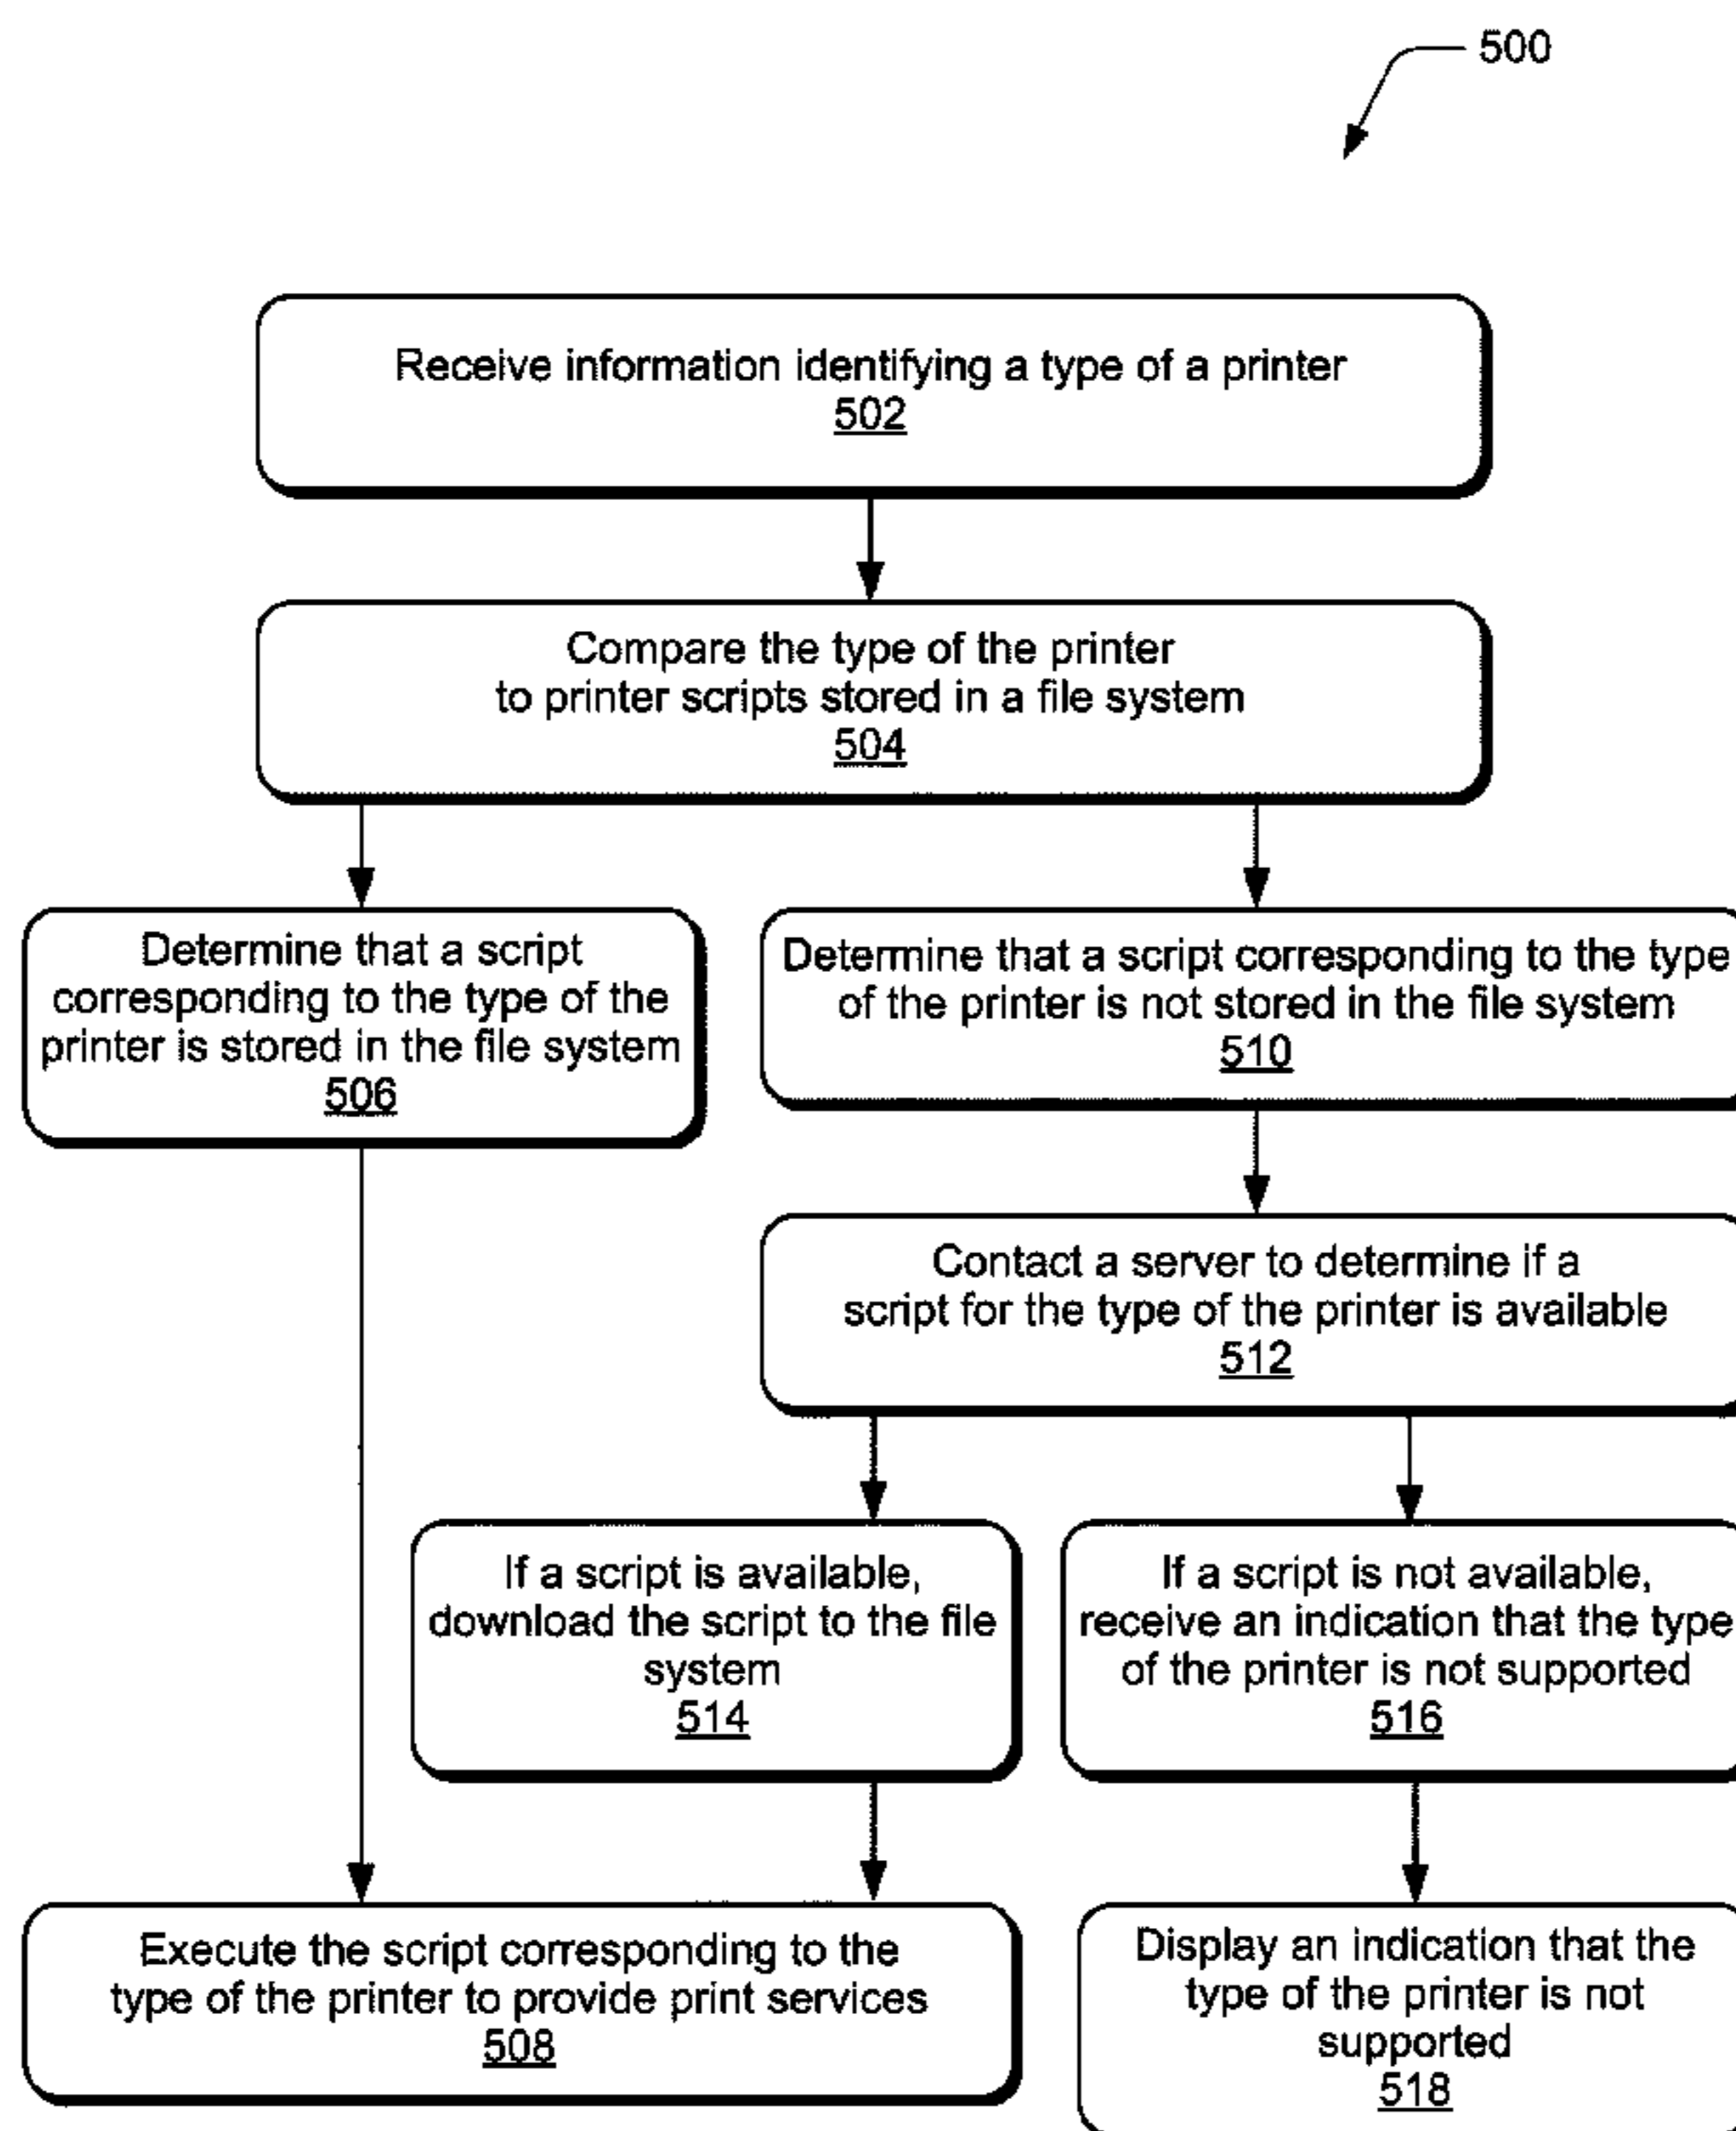 500
Receive information identifying a type of a printer
502
Compare the type of the printer
to printer scripts stored in a file system
504
Determine that a script
corresponding to the type of the
printer is stored in the file system
506
Determine that a script corresponding to the type
of the printer is not stored in the file system
510
Contact a server to determine if a
script for the type of the printer is available
512
If a script is available,
download the script to the file
system
514
If a script is not available,
receive an indication that the type
of the printer is not supported
516
Execute the script corresponding to the
type of the printer to provide print services
508
Display an indication that the
type of the printer is not
supported
518